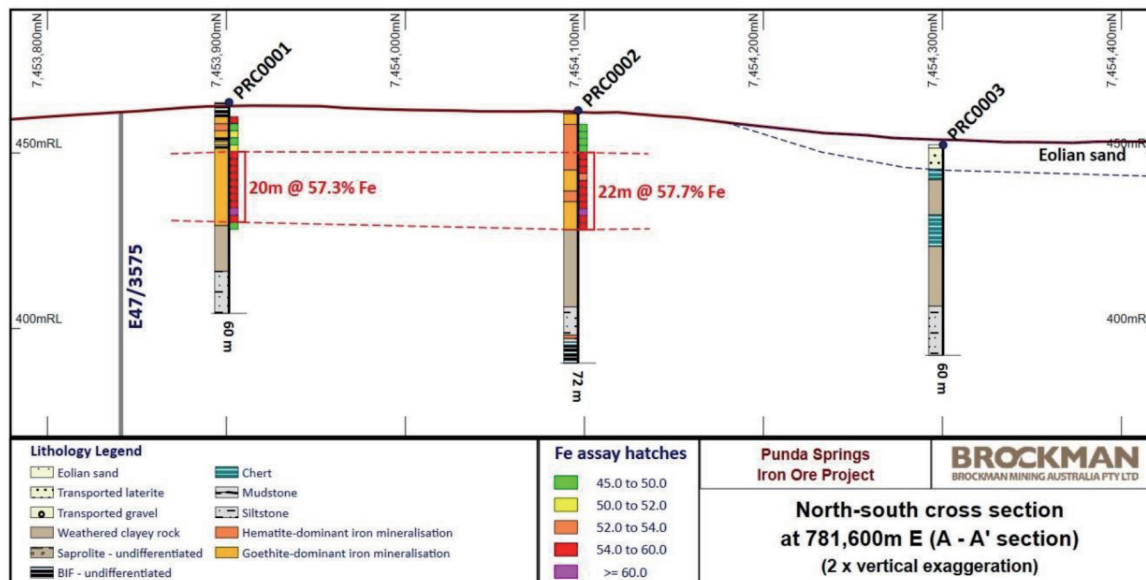 7,453,800mN
7,453,900mN
7,454,000mN
7,454,100mN
7,454,200mN
7,454,300mN
7,454,400mN
PRC0001
PRC0002
PRC0003
450mRL
450mRL
Eolian sand
20m @ 57.3% Fe
22m @ 57.7% Fe
E47/3575
400mRL
400mRL
60 m
72 m
60 m
Lithology Legend
Eolian sand
Transported laterite
Transported gravel
Weathered clayey rock
Saprolite - undifferentiated
BIF - undifferentiated
Chert
Mudstone
Siltstone
Hematite-dominant iron mineralisation
Goethite-dominant iron mineralisation
Fe assay hatches
45.0 to 50.0
50.0 to 52.0
52.0 to 54.0
54.0 to 60.0
>= 60.0
Punda Springs
Iron Ore Project
BROCKMAN
BROCKMAN MINING AUSTRALIA PTY LTD
North-south cross section
at 781,600m E (A - A' section)
(2 x vertical exaggeration)